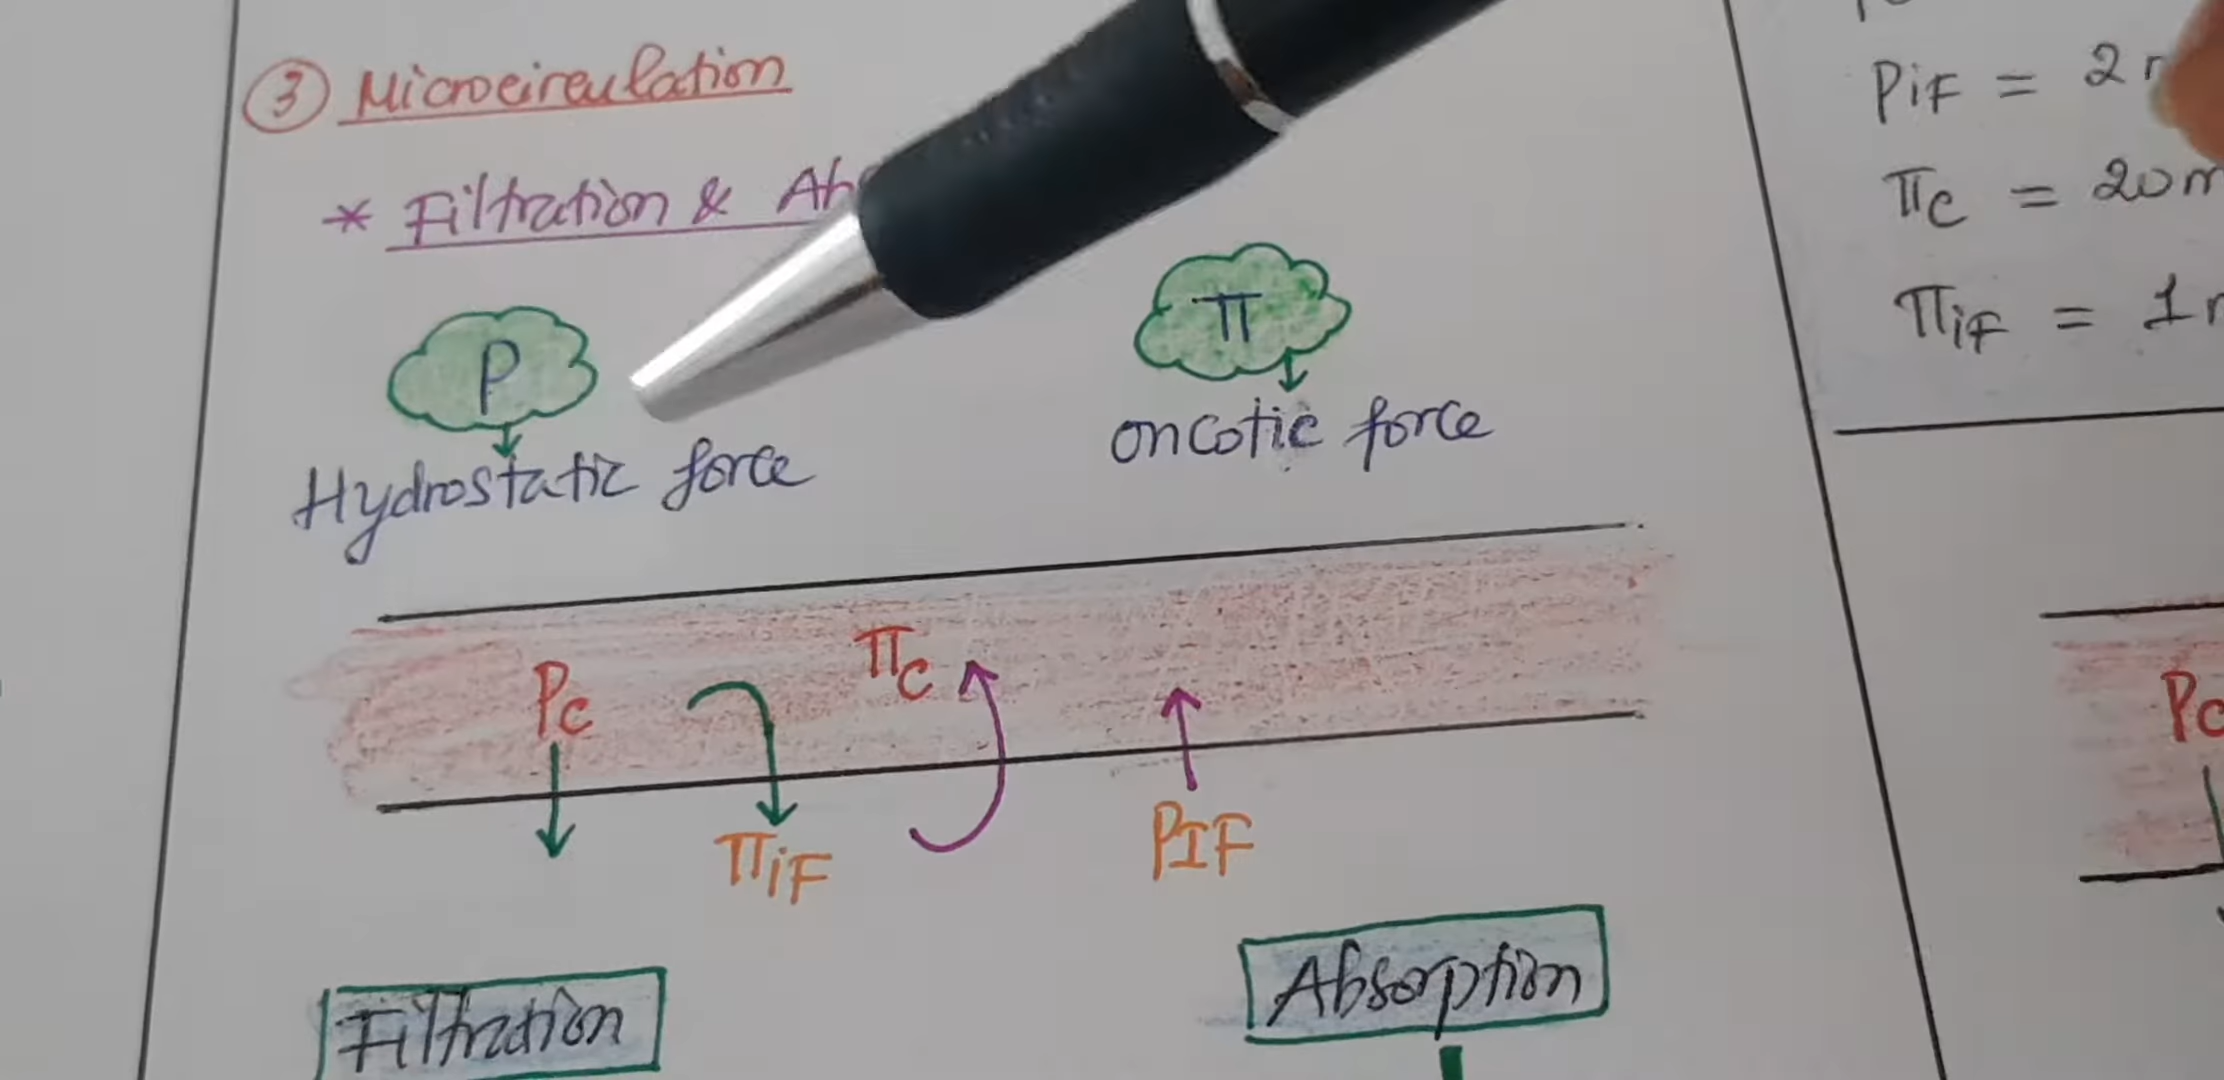 ③ Microcirculation
* Filtration & Ab
P
Hydrostatic force
π
oncotic force
Pc
πc
πiF
PIF
Filtration
Absorption
PiF = 2
πc = 20m
πiF = 1
Pc